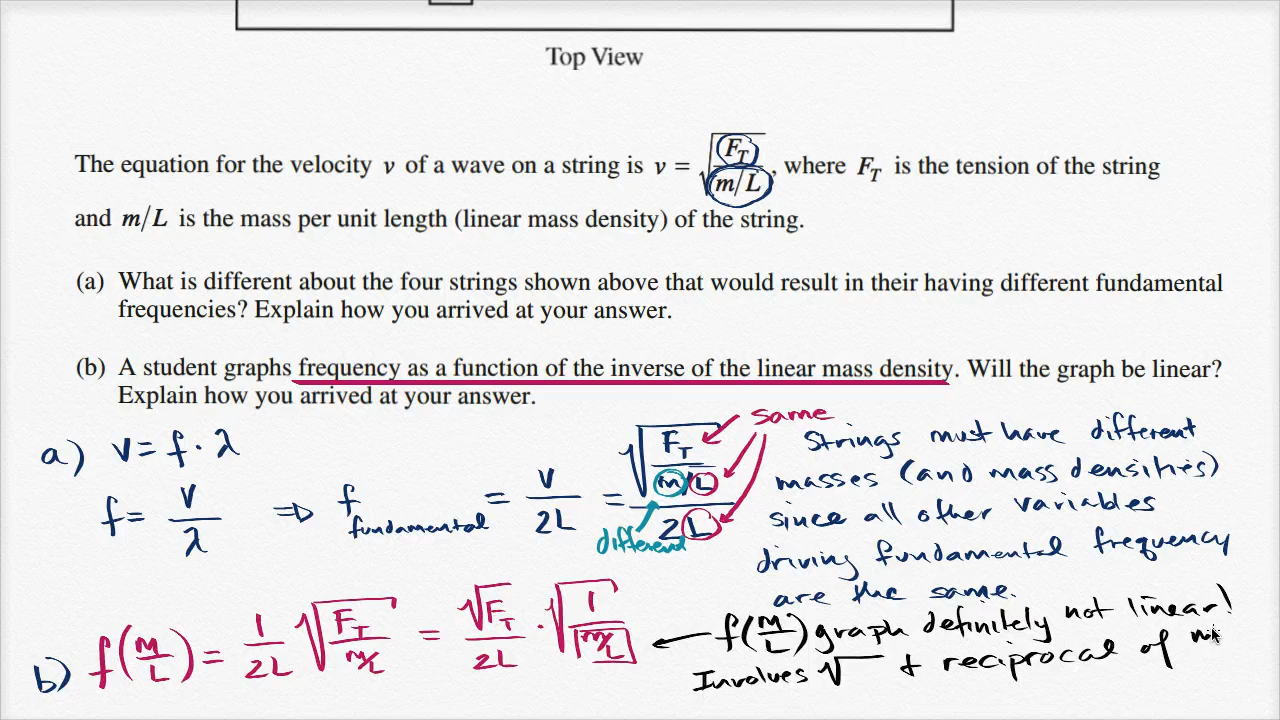 Top View
The equation for the velocity v of a wave on a string is v = √(F_T / (m/L)), where F_T is the tension of the string
and m/L is the mass per unit length (linear mass density) of the string.
(a) What is different about the four strings shown above that would result in their having different fundamental
frequencies? Explain how you arrived at your answer.
(b) A student graphs frequency as a function of the inverse of the linear mass density. Will the graph be linear?
Explain how you arrived at your answer.
a) v = f · λ
f = v/λ ⇒ f fundamental = v/2L = √(F_T / (m/L)) / 2L
same
different
Strings must have different
masses (and mass densities)
since all other variables
driving fundamental frequency
are the same.
b) f(m/L) = 1/2L √(F_T / (m/L)) = √F_T / 2L · √(1 / (m/L))
← f(m/L) graph definitely not linear!
Involves √ + reciprocal of